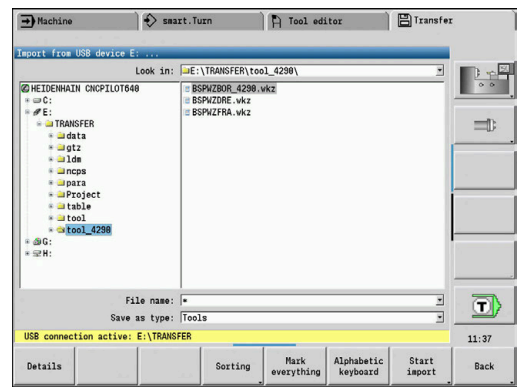 Machine
smart.Turn
Tool editor
Transfer
Import from USB device E: ...
Look in: E:\TRANSFER\tool_4290\
HEIDENHAIN CNCPILOT640
C:
E:
TRANSFER
data
gtz
ldm
ncps
para
Project
table
tool
tool_4290
G:
H:
BSPWZBOR_4290.wkz
BSPWZDRE.wkz
BSPWZFRA.wkz
File name: *
Save as type: Tools
USB connection active: E:\TRANSFER
T
11:37
Details
Sorting
Mark everything
Alphabetic keyboard
Start import
Back